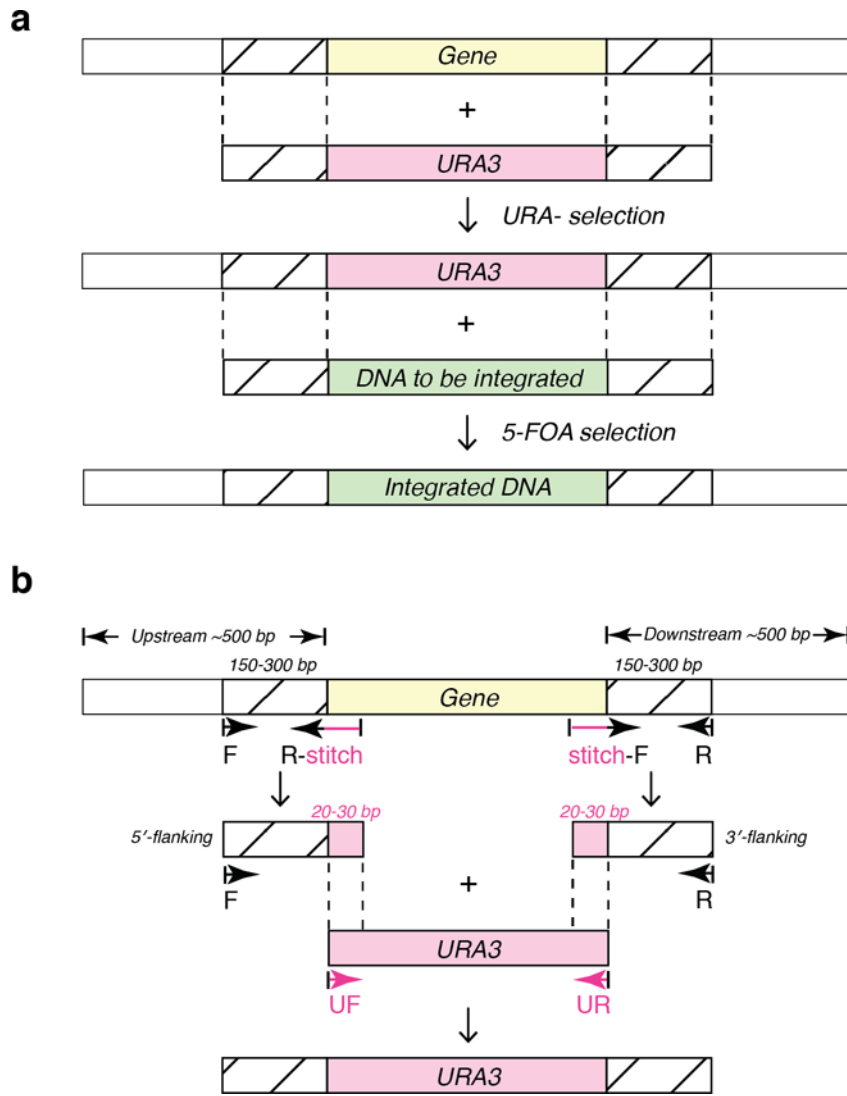 a
Gene
+
URA3
URA- selection
URA3
+
DNA to be integrated
5-FOA selection
Integrated DNA
b
Upstream ~500 bp
Downstream ~500 bp
150-300 bp
150-300 bp
Gene
F
R-stitch
stitch-F
R
20-30 bp
20-30 bp
5′-flanking
3′-flanking
F
+
R
URA3
UF
UR
URA3